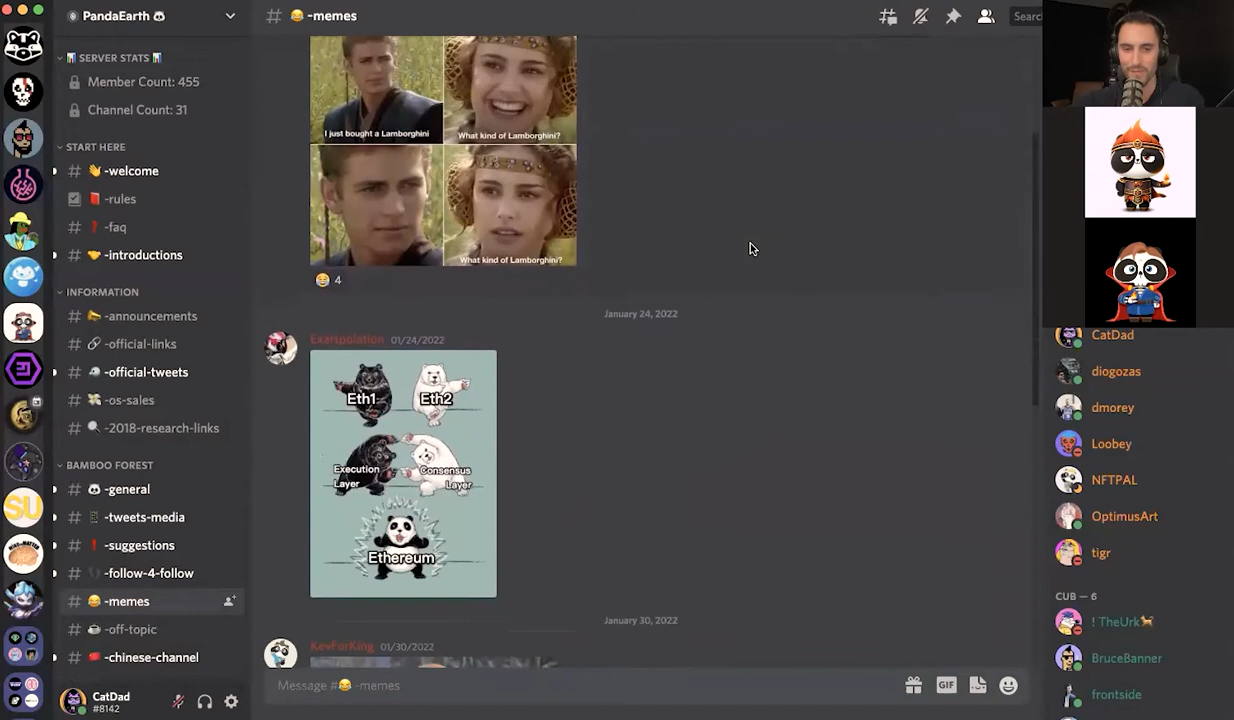 PandaEarth
# -memes
Search
SERVER STATS
Member Count: 455
Channel Count: 31
START HERE
# -welcome
-rules
# -faq
# -introductions
INFORMATION
# -announcements
# -official-links
# -official-tweets
# -os-sales
# -2018-research-links
BAMBOO FOREST
# -general
# -tweets-media
# -suggestions
# -follow-4-follow
# -memes
# -off-topic
# -chinese-channel
CatDad
#8142
I just bought a Lamborghini
What kind of Lamborghini?
What kind of Lamborghini?
4
January 24, 2022
Exartpolation 01/24/2022
Eth1
Eth2
Execution
Layer
Consensus
Layer
Ethereum
January 30, 2022
KevForKing 01/30/2022
Message # -memes
GIF
CatDad
diogozas
dmorey
Loobey
NFTPAL
OptimusArt
tigr
CUB — 6
! TheUrk
BruceBanner
frontside
SU